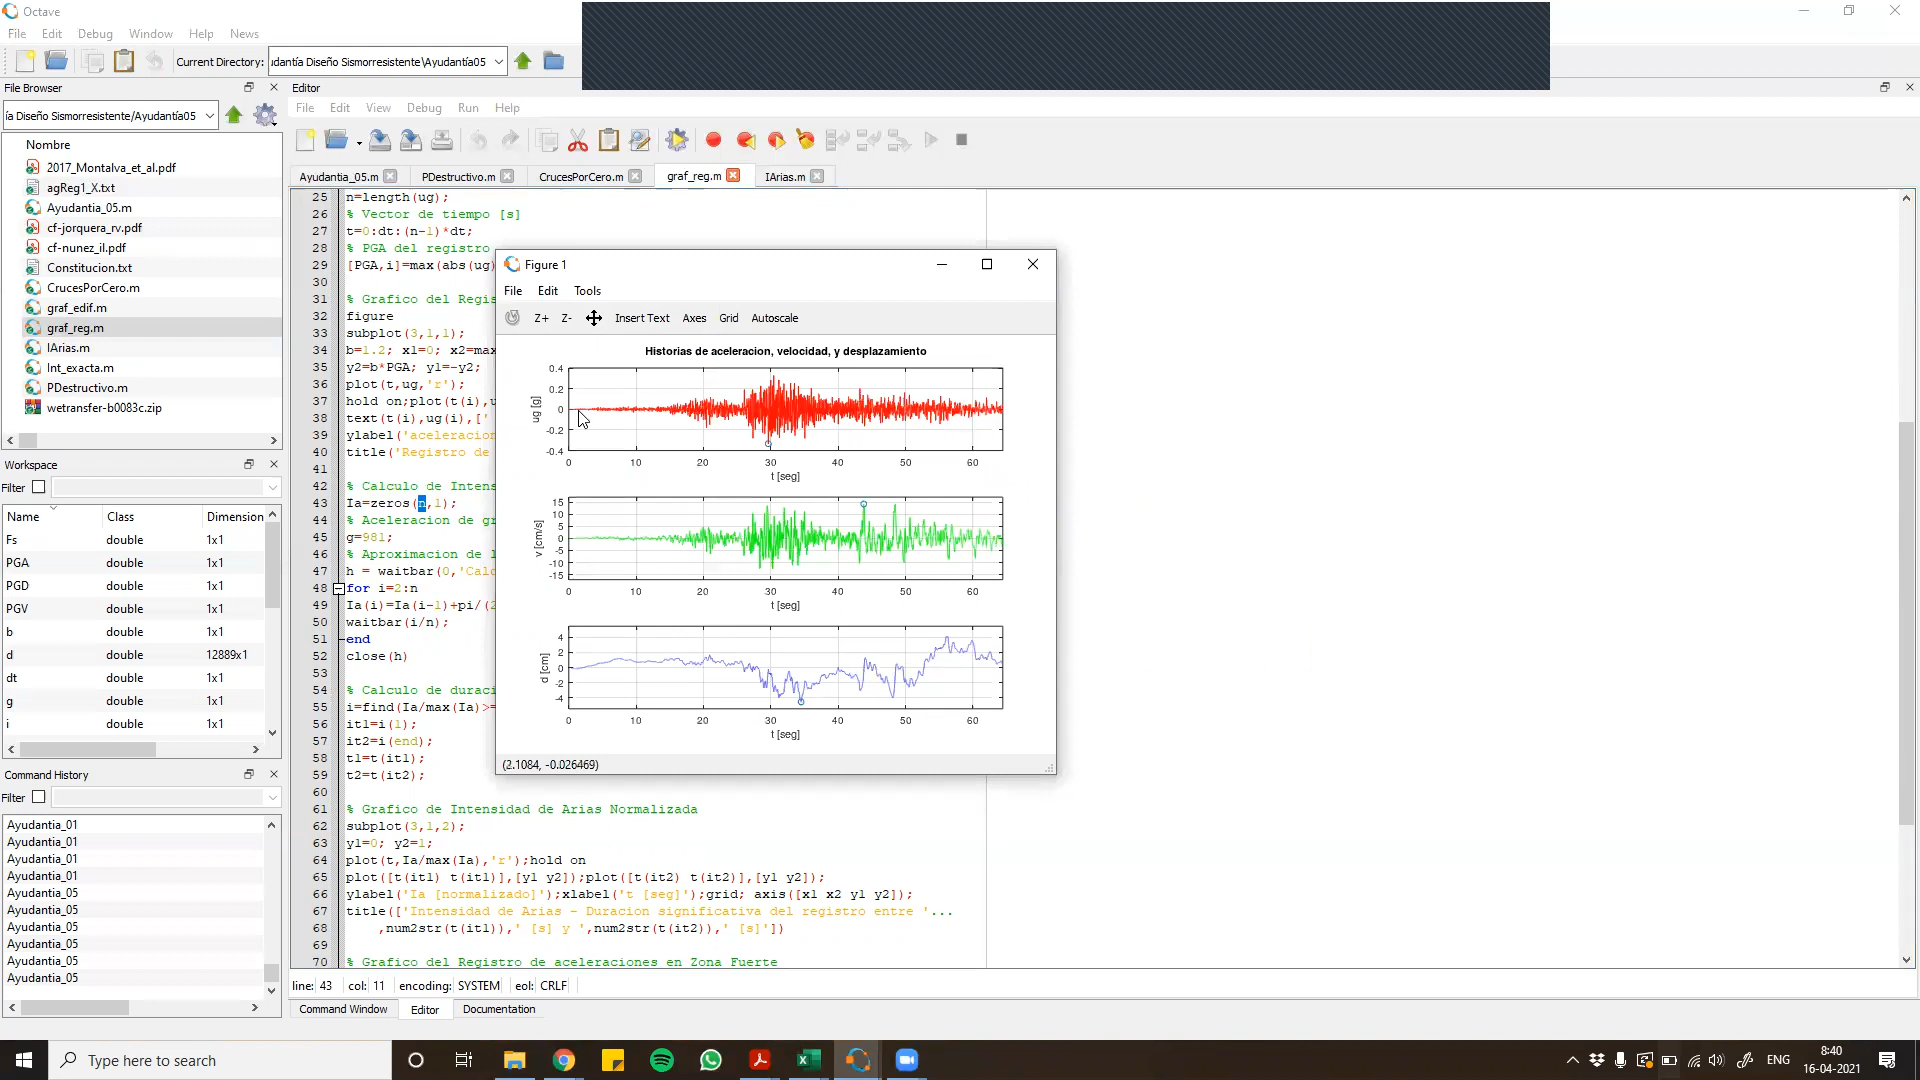 Octave
File Edit Debug Window Help News
Current Directory: udantía Diseño Sismorresistente\Ayudantía05
File Browser
ía Diseño Sismorresistente/Ayudantía05
Nombre
2017_Montalva_et_al.pdf
agReg1_X.txt
Ayudantia_05.m
cf-jorquera_rv.pdf
cf-nunez_il.pdf
Constitucion.txt
CrucesPorCero.m
graf_edif.m
graf_reg.m
IArias.m
Int_exacta.m
PDestructivo.m
wetransfer-b0083c.zip
Workspace
Filter
Name Class Dimension
Fs double 1x1
PGA double 1x1
PGD double 1x1
PGV double 1x1
b double 1x1
d double 12889x1
dt double 1x1
g double 1x1
i double 1x1
Command History
Filter
Ayudantia_01
Ayudantia_01
Ayudantia_01
Ayudantia_01
Ayudantia_05
Ayudantia_05
Ayudantia_05
Ayudantia_05
Ayudantia_05
Ayudantia_05
Editor
File Edit View Debug Run Help
Ayudantia_05.m PDestructivo.m CrucesPorCero.m graf_reg.m IArias.m
25 n=length(ug);
26 % Vector de tiempo [s]
27 t=0:dt:(n-1)*dt;
28 % PGA del registro
29 [PGA,i]=max(abs(ug)
30
31 % Grafico del Regis
32 figure
33 subplot(3,1,1);
34 b=1.2; x1=0; x2=max
35 y2=b*PGA; y1=-y2;
36 plot(t,ug,'r');
37 hold on;plot(t(i),u
38 text(t(i),ug(i),['
39 ylabel('aceleracion
40 title('Registro de
41
42 % Calculo de Intens
43 Ia=zeros(n,1);
44 % Aceleracion de gr
45 g=981;
46 % Aproximacion de l
47 h = waitbar(0,'Calc
48 for i=2:n
49 Ia(i)=Ia(i-1)+pi/(2
50 waitbar(i/n);
51 end
52 close(h)
53
54 % Calculo de duraci
55 i=find(Ia/max(Ia)>=
56 it1=i(1);
57 it2=i(end);
58 t1=t(it1);
59 t2=t(it2);
60
61 % Grafico de Intensidad de Arias Normalizada
62 subplot(3,1,2);
63 y1=0; y2=1;
64 plot(t,Ia/max(Ia),'r');hold on
65 plot([t(it1) t(it1)],[y1 y2]);plot([t(it2) t(it2)],[y1 y2]);
66 ylabel('Ia [normalizado]');xlabel('t [seg]');grid; axis([x1 x2 y1 y2]);
67 title(['Intensidad de Arias - Duracion significativa del registro entre '...
68 ,num2str(t(it1)),' [s] y ',num2str(t(it2)),' [s]'])
69
70 % Grafico del Registro de aceleraciones en Zona Fuerte
line: 43 col: 11 encoding: SYSTEM eol: CRLF
Command Window Editor Documentation
Figure 1
File Edit Tools
Z+ Z- Insert Text Axes Grid Autoscale
Historias de aceleracion, velocidad, y desplazamiento
ug [g]
0.4
0.2
0
-0.2
-0.4
0 10 20 30 40 50 60
t [seg]
v [cm/s]
15
10
5
0
-5
-10
-15
0 10 20 30 40 50 60
t [seg]
d [cm]
4
2
0
-2
-4
0 10 20 30 40 50 60
t [seg]
(2.1084, -0.026469)
Type here to search
ENG
8:40
16-04-2021